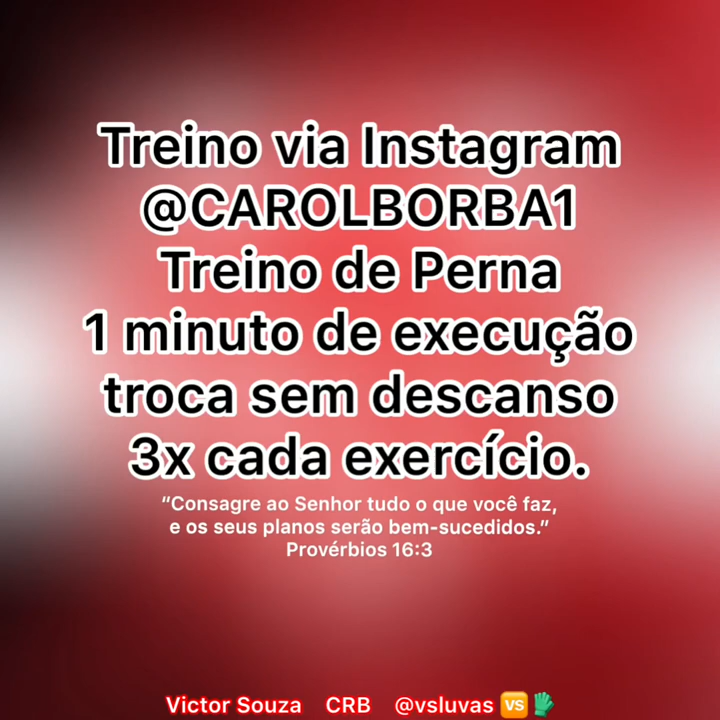 Treino via Instagram
@CAROLBORBA1
Treino de Perna
1 minuto de execução
troca sem descanso
3x cada exercício.
“Consagre ao Senhor tudo o que você faz,
e os seus planos serão bem-sucedidos.”
Provérbios 16:3
Victor Souza CRB @vsluvas 🆚🧤